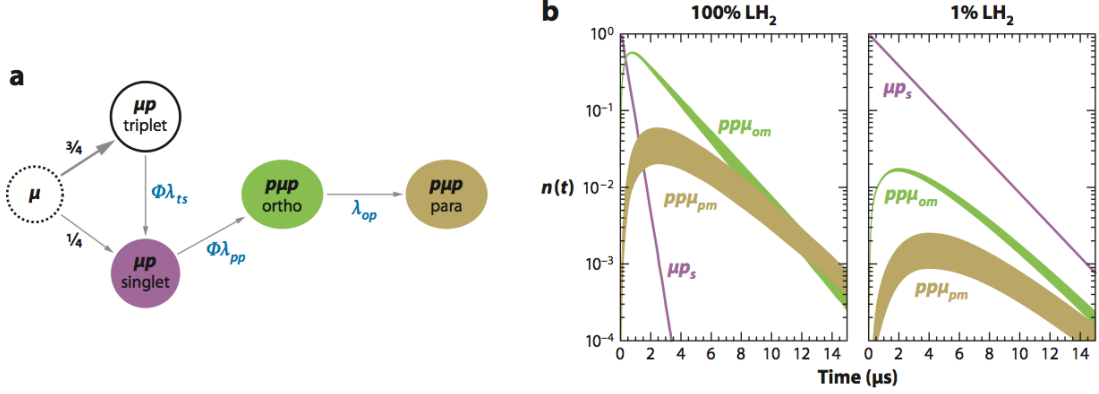 a
μ
¾
¼
μp
triplet
Φλts
μp
singlet
Φλpp
pμp
ortho
λop
pμp
para
b
100% LH2
1% LH2
n(t)
10⁰
10⁻¹
10⁻²
10⁻³
10⁻⁴
ppμom
ppμpm
μps
0 2 4 6 8 10 12 14
μps
ppμom
ppμpm
0 2 4 6 8 10 12 14
Time (μs)